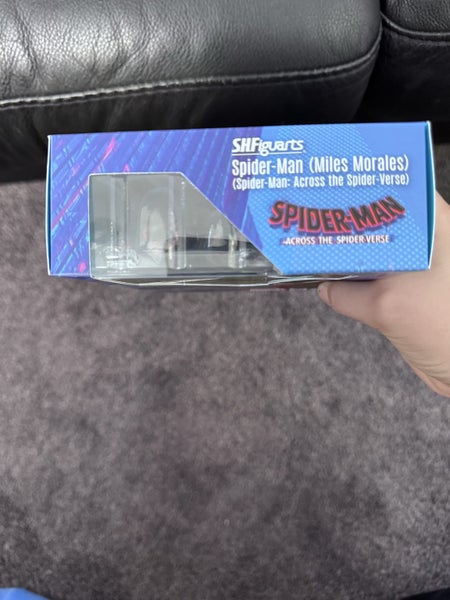 S.H.Figuarts
Spider-Man (Miles Morales)
(Spider-Man: Across the Spider-Verse)
SPIDER-MAN
ACROSS THE SPIDER-VERSE